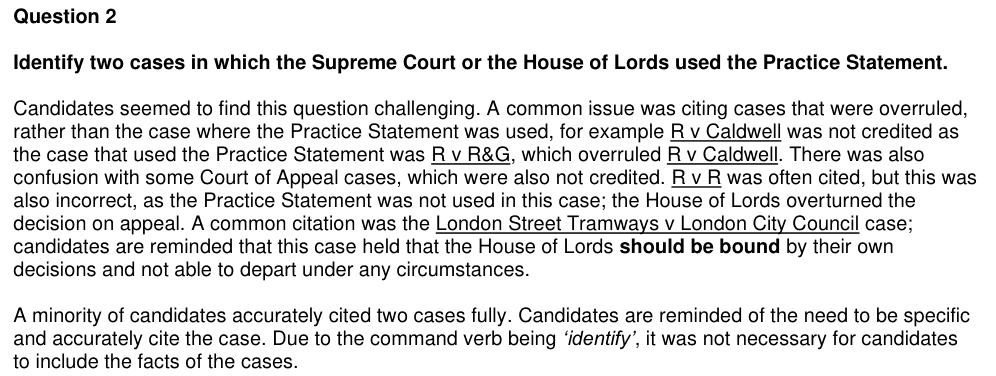 Question 2
Identify two cases in which the Supreme Court or the House of Lords used the Practice Statement.
Candidates seemed to find this question challenging. A common issue was citing cases that were overruled,
rather than the case where the Practice Statement was used, for example R v Caldwell was not credited as
the case that used the Practice Statement was R v R&G, which overruled R v Caldwell. There was also
confusion with some Court of Appeal cases, which were also not credited. R v R was often cited, but this was
also incorrect, as the Practice Statement was not used in this case; the House of Lords overturned the
decision on appeal. A common citation was the London Street Tramways v London City Council case;
candidates are reminded that this case held that the House of Lords should be bound by their own
decisions and not able to depart under any circumstances.
A minority of candidates accurately cited two cases fully. Candidates are reminded of the need to be specific
and accurately cite the case. Due to the command verb being ‘identify’, it was not necessary for candidates
to include the facts of the cases.